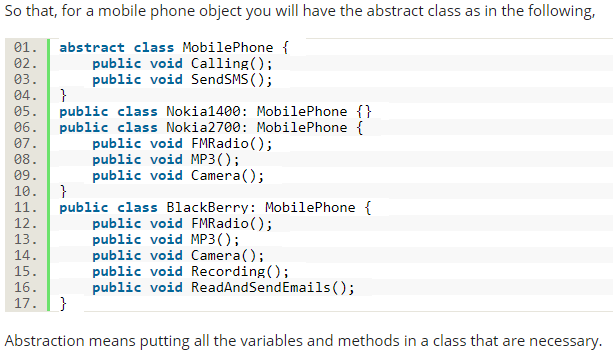 So that, for a mobile phone object you will have the abstract class as in the following,
01. abstract class MobilePhone {
02.     public void Calling();
03.     public void SendSMS();
04. }
05. public class Nokia1400: MobilePhone {}
06. public class Nokia2700: MobilePhone {
07.     public void FMRadio();
08.     public void MP3();
09.     public void Camera();
10. }
11. public class BlackBerry: MobilePhone {
12.     public void FMRadio();
13.     public void MP3();
14.     public void Camera();
15.     public void Recording();
16.     public void ReadAndSendEmails();
17. }
Abstraction means putting all the variables and methods in a class that are necessary.